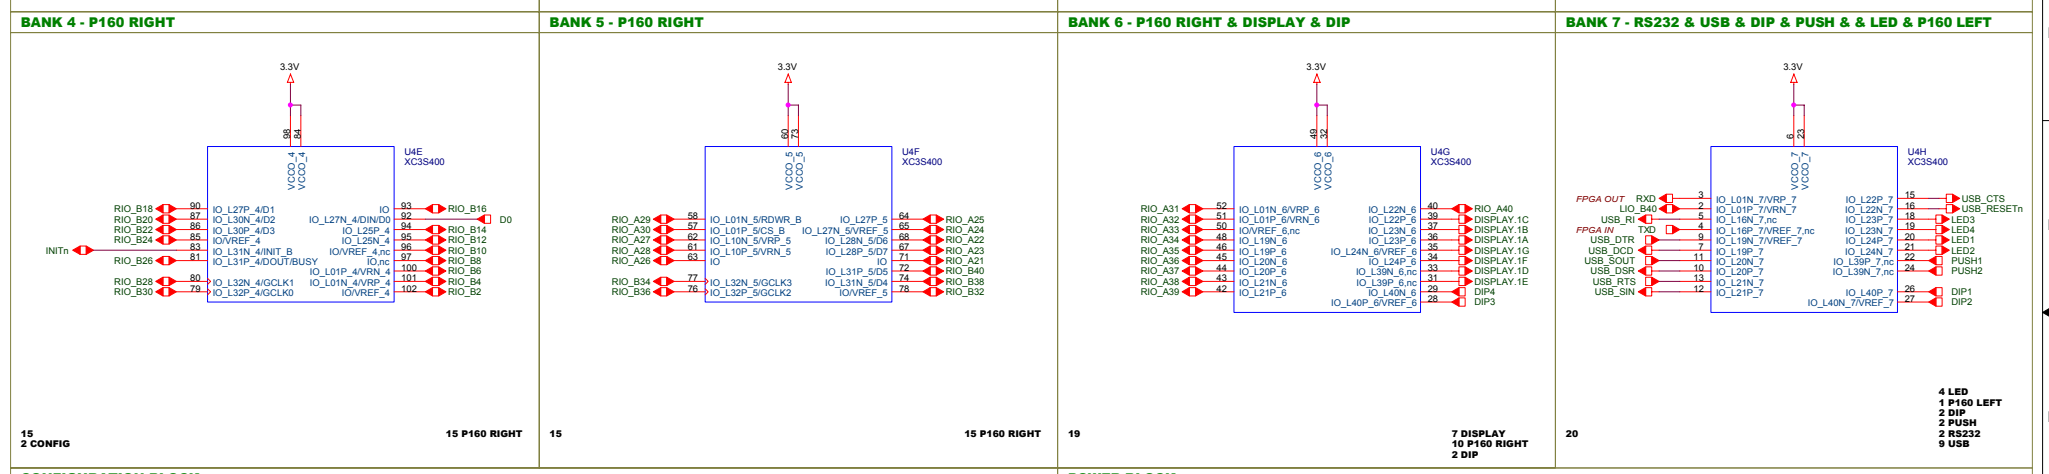 BANK 4 - P160 RIGHT
3.3V
98 84
VCCO_4 VCCO_4
U4E
XC3S400
RIO_B18 90 IO_L27P_4/D1 IO 93 RIO_B16
RIO_B20 87 IO_L30N_4/D2 IO_L27N_4/DIN/D0 92 D0
RIO_B22 86 IO_L30P_4/D3 IO_L25P_4 94 RIO_B14
RIO_B24 85 IO/VREF_4 IO_L25N_4 95 RIO_B12
INITn 83 IO_L31N_4/INIT_B IO/VREF_4,nc 96 RIO_B10
RIO_B26 81 IO_L31P_4/DOUT/BUSY IO,nc 97 RIO_B8
IO_L01P_4/VRN_4 100 RIO_B6
RIO_B28 80 IO_L32N_4/GCLK1 IO_L01N_4/VRP_4 101 RIO_B4
RIO_B30 79 IO_L32P_4/GCLK0 IO/VREF_4 102 RIO_B2
15
2 CONFIG
15 P160 RIGHT
BANK 5 - P160 RIGHT
3.3V
60 73
VCCO_5 VCCO_5
U4F
XC3S400
RIO_A29 58 IO_L01N_5/RDWR_B IO_L27P_5 64 RIO_A25
RIO_A30 57 IO_L01P_5/CS_B IO_L27N_5/VREF_5 65 RIO_A24
RIO_A27 62 IO_L10N_5/VRP_5 IO_L28N_5/D6 68 RIO_A22
RIO_A28 61 IO_L10P_5/VRN_5 IO_L28P_5/D7 67 RIO_A23
RIO_A26 63 IO IO 71 RIO_A21
IO_L31P_5/D5 72 RIO_B40
RIO_B34 77 IO_L32N_5/GCLK3 IO_L31N_5/D4 74 RIO_B38
RIO_B36 76 IO_L32P_5/GCLK2 IO/VREF_5 78 RIO_B32
15
15 P160 RIGHT
BANK 6 - P160 RIGHT & DISPLAY & DIP
3.3V
49 32
VCCO_6 VCCO_6
U4G
XC3S400
RIO_A31 52 IO_L01N_6/VRP_6 IO_L22N_6 40 RIO_A40
RIO_A32 51 IO_L01P_6/VRN_6 IO_L22P_6 39 DISPLAY.1C
RIO_A33 50 IO/VREF_6,nc IO_L23N_6 37 DISPLAY.1B
RIO_A34 48 IO_L19N_6 IO_L23P_6 36 DISPLAY.1A
RIO_A35 46 IO_L19P_6 IO_L24N_6/VREF_6 35 DISPLAY.1G
RIO_A36 45 IO_L20N_6 IO_L24P_6 34 DISPLAY.1F
RIO_A37 44 IO_L20P_6 IO_L39N_6,nc 33 DISPLAY.1D
RIO_A38 43 IO_L21N_6 IO_L39P_6,nc 31 DISPLAY.1E
RIO_A39 42 IO_L21P_6 IO_L40N_6 29 DIP4
IO_L40P_6/VREF_6 28 DIP3
19
7 DISPLAY
10 P160 RIGHT
2 DIP
BANK 7 - RS232 & USB & DIP & PUSH & & LED & P160 LEFT
3.3V
6 23
VCCO_7 VCCO_7
U4H
XC3S400
FPGA OUT RXD 3 IO_L01N_7/VRP_7 IO_L22P_7 15 USB_CTS
LIO_B40 2 IO_L01P_7/VRN_7 IO_L22N_7 16 USB_RESETn
USB_RI 5 IO_L16N_7,nc IO_L23P_7 18 LED3
FPGA IN TXD 4 IO_L16P_7/VREF_7,nc IO_L23N_7 19 LED4
USB_DTR 9 IO_L19N_7/VREF_7 IO_L24P_7 20 LED1
USB_DCD 7 IO_L19P_7 IO_L24N_7 21 LED2
USB_SOUT 11 IO_L20N_7 IO_L39P_7,nc 22 PUSH1
USB_DSR 10 IO_L20P_7 IO_L39N_7,nc 24 PUSH2
USB_RTS 13 IO_L21N_7
USB_SIN 12 IO_L21P_7 IO_L40P_7 26 DIP1
IO_L40N_7/VREF_7 27 DIP2
20
4 LED
1 P160 LEFT
2 DIP
2 PUSH
2 RS232
9 USB